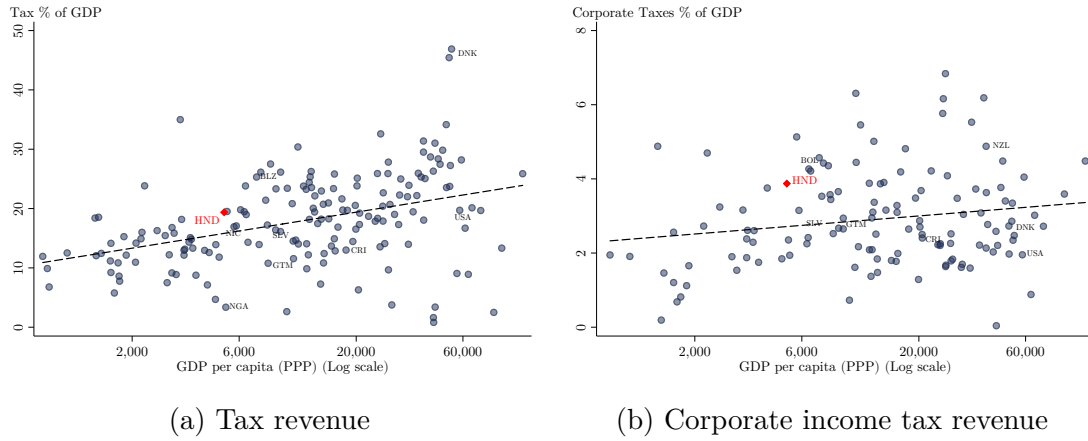 Tax % of GDP
50
40
30
20
10
0
DNK
BLZ
HND
USA
NIC
SLV
CRI
GTM
NGA
2,000
6,000
20,000
60,000
GDP per capita (PPP) (Log scale)
(a) Tax revenue
Corporate Taxes % of GDP
8
6
4
2
0
NZL
BOL
HND
SLV
GTM
DNK
CRI
USA
2,000
6,000
20,000
60,000
GDP per capita (PPP) (Log scale)
(b) Corporate income tax revenue